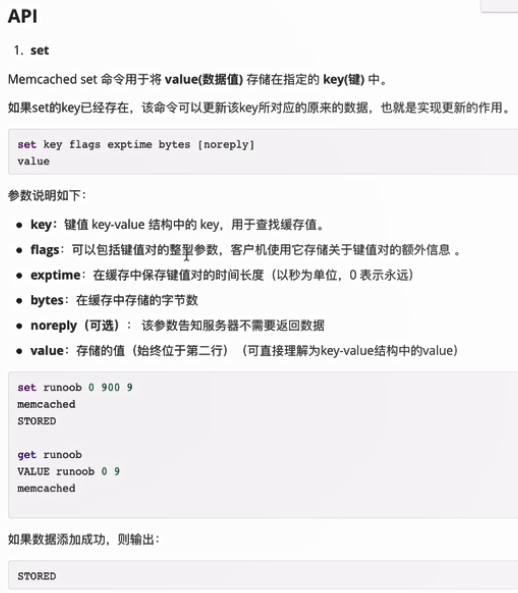 API
1. set
Memcached set 命令用于将 value(数据值) 存储在指定的 key(键) 中。
如果set的key已经存在，该命令可以更新该key所对应的原来的数据，也就是实现更新的作用。
set key flags exptime bytes [noreply]
value
参数说明如下：
• key：键值 key-value 结构中的 key，用于查找缓存值。
• flags：可以包括键值对的整型参数，客户机使用它存储关于键值对的额外信息 。
• exptime：在缓存中保存键值对的时间长度（以秒为单位，0 表示永远）
• bytes：在缓存中存储的字节数
• noreply（可选）： 该参数告知服务器不需要返回数据
• value：存储的值（始终位于第二行）（可直接理解为key-value结构中的value）
set runoob 0 900 9
memcached
STORED
get runoob
VALUE runoob 0 9
memcached
如果数据添加成功，则输出：
STORED